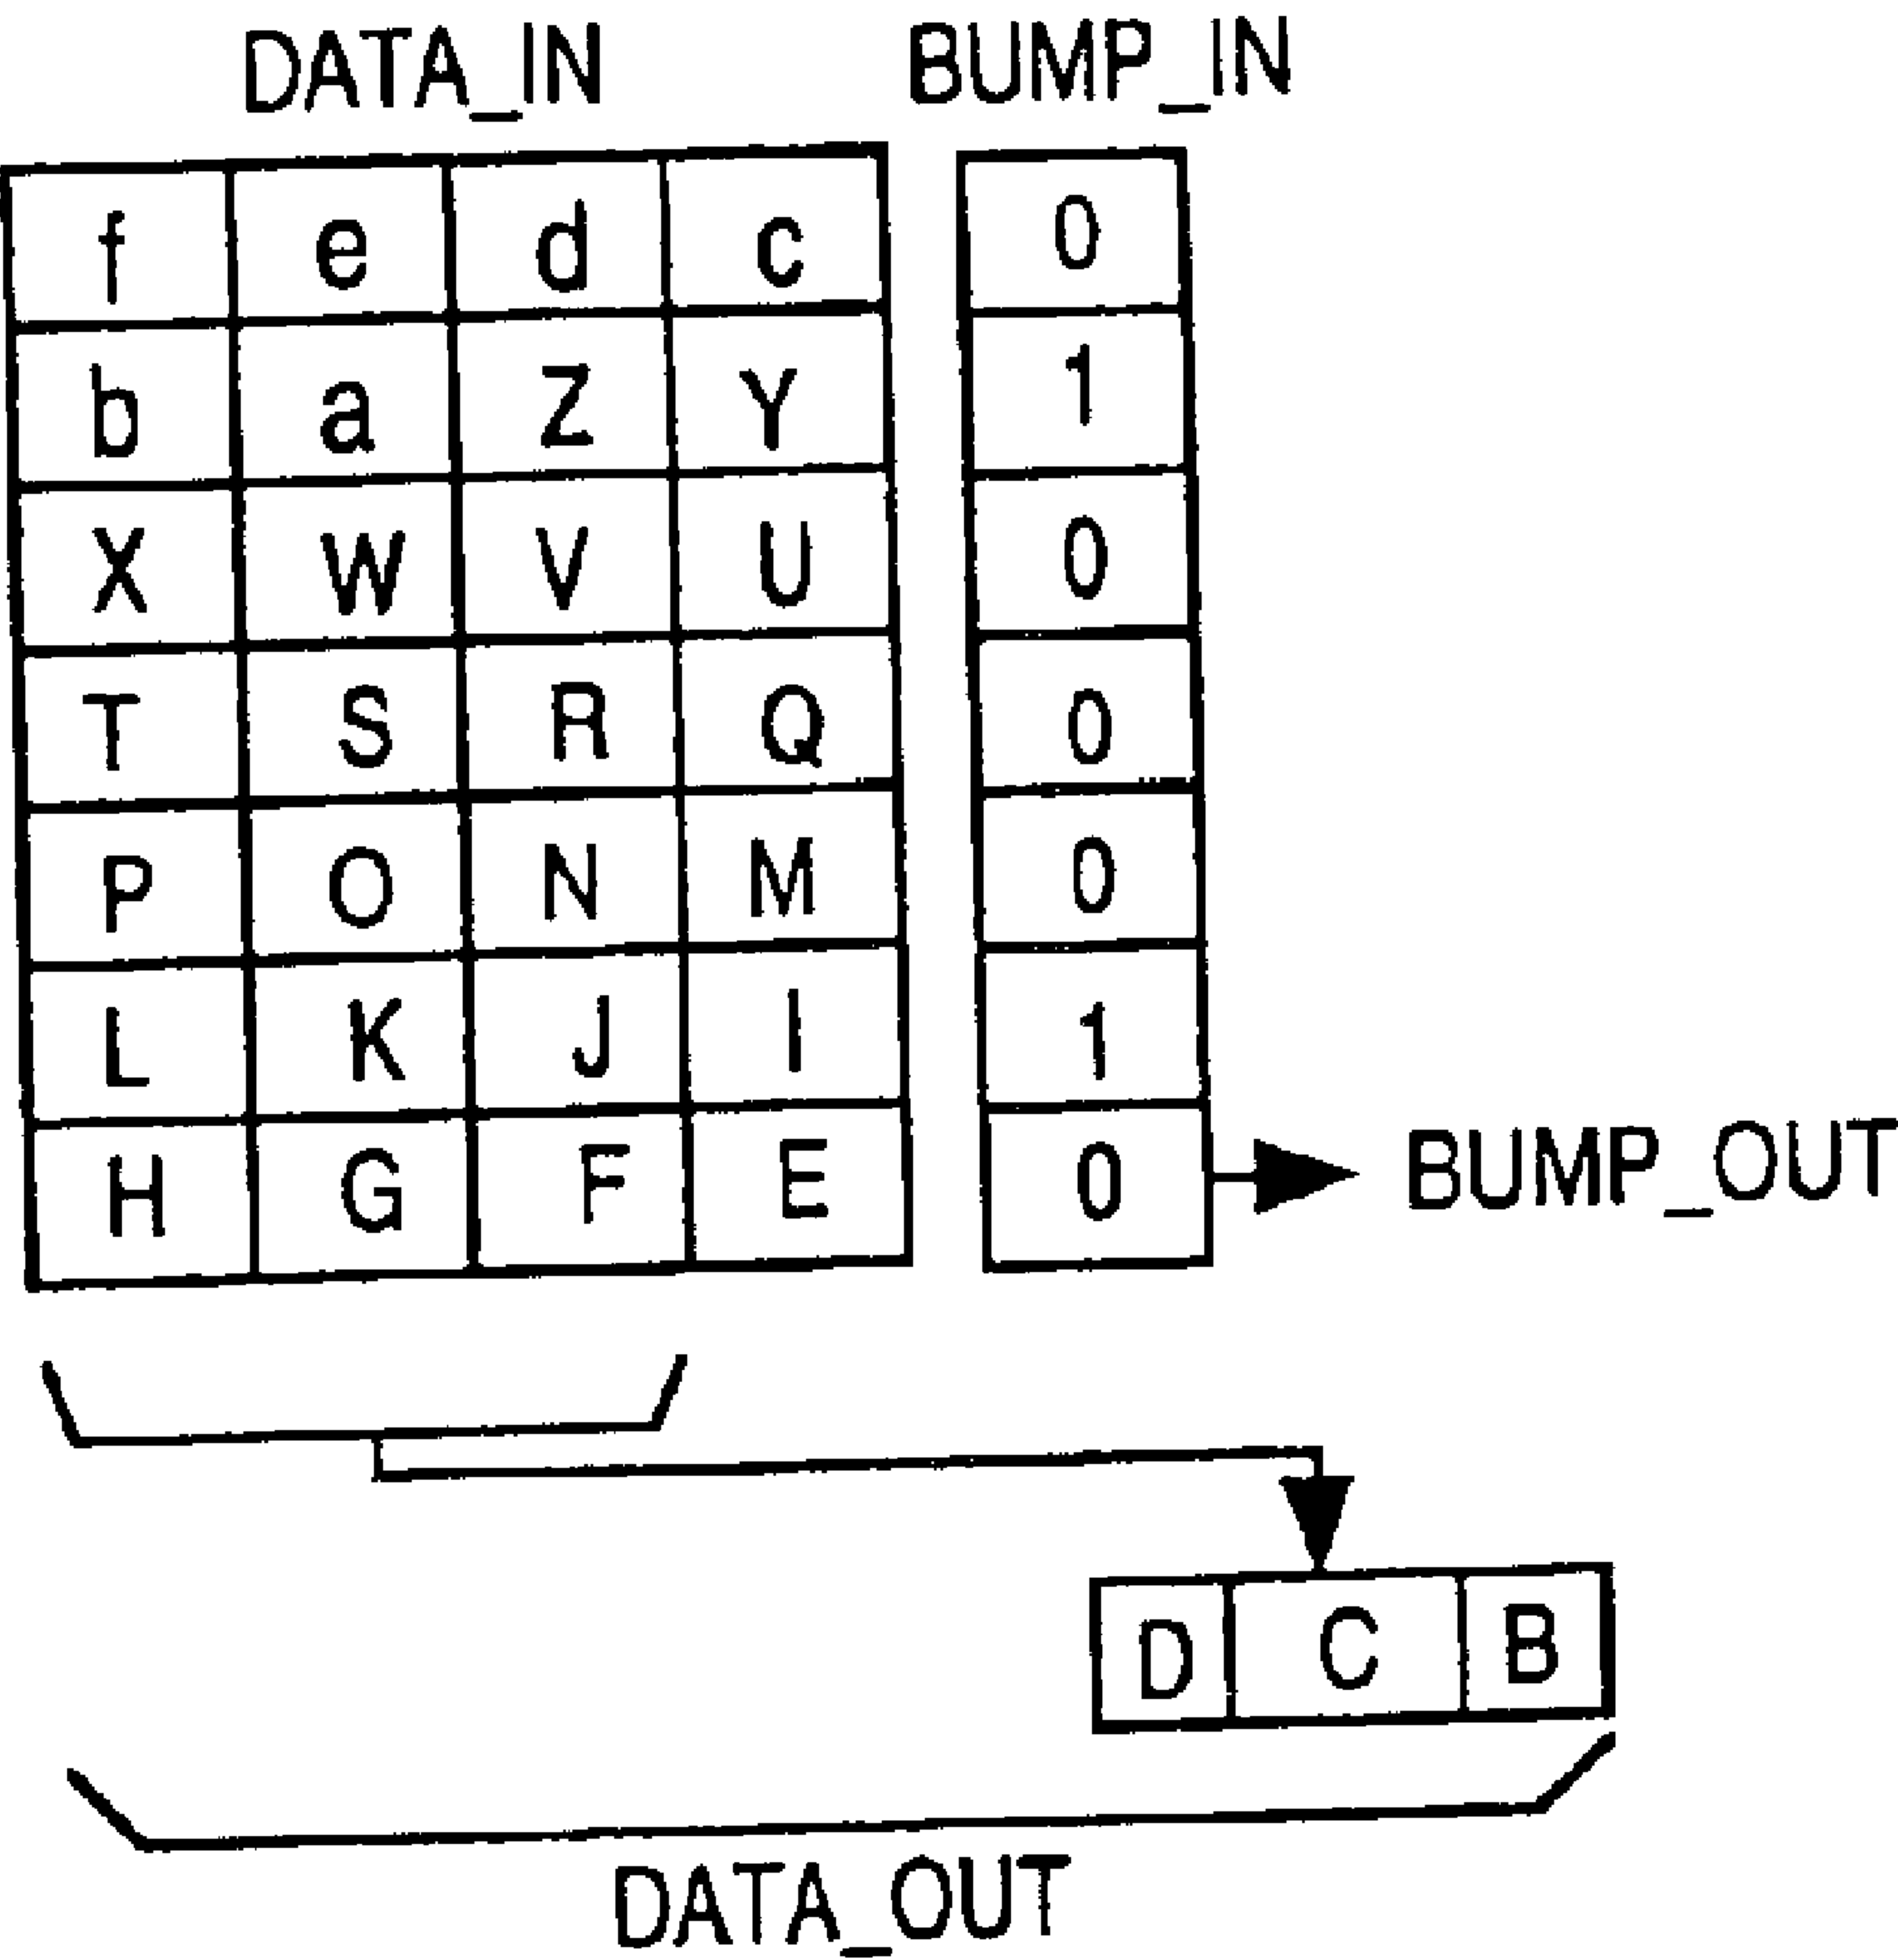 DATA_IN BUMP_IN
f e d c 0
b a Z Y 1
X W V U 0
T S R Q 0
P O N M 0
L K J I 1
H G F E 0 BUMP_OUT
D C B
DATA_OUT